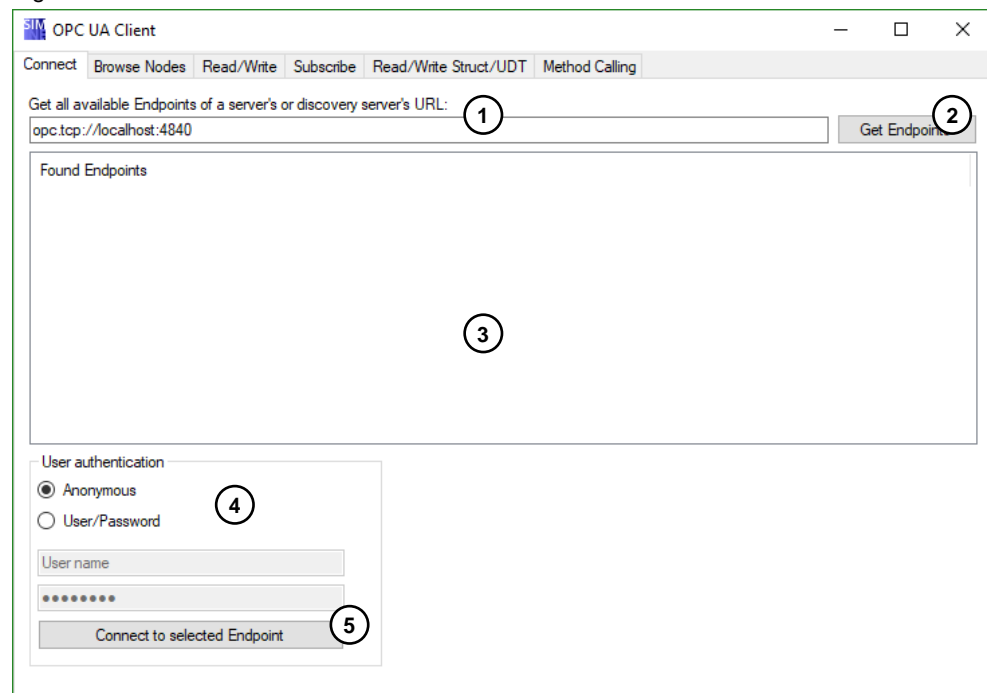 OPC UA Client
Connect Browse Nodes Read/Write Subscribe Read/Write Struct/UDT Method Calling
Get all available Endpoints of a server's or discovery server's URL:
1
2
opc.tcp://localhost:4840
Get Endpoints
Found Endpoints
3
User authentication
Anonymous
4
User/Password
User name
5
Connect to selected Endpoint